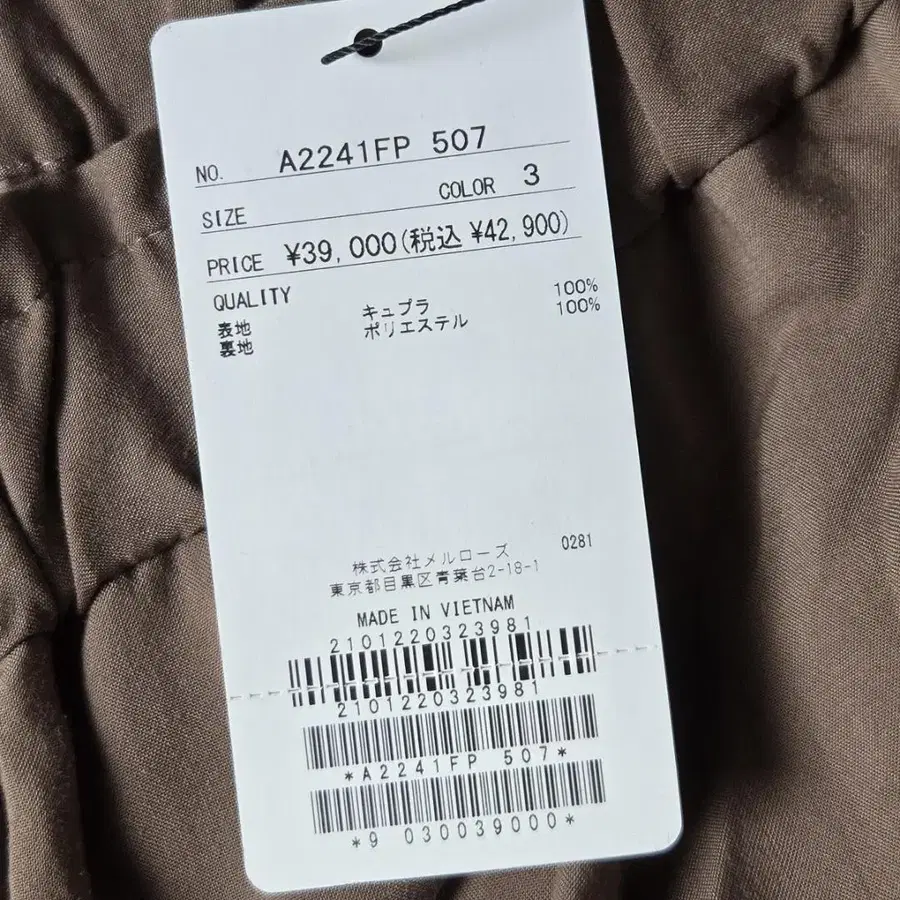 NO. A2241FP 507
SIZE COLOR 3
PRICE ¥39,000(税込 ¥42,900)
QUALITY
表地 キュプラ 100%
裏地 ポリエステル 100%
株式会社メルローズ 0281
東京都目黒区青葉台2-18-1
MADE IN VIETNAM
2101220323981
2101220323981
*A2241FP 507*
*9 030039000*